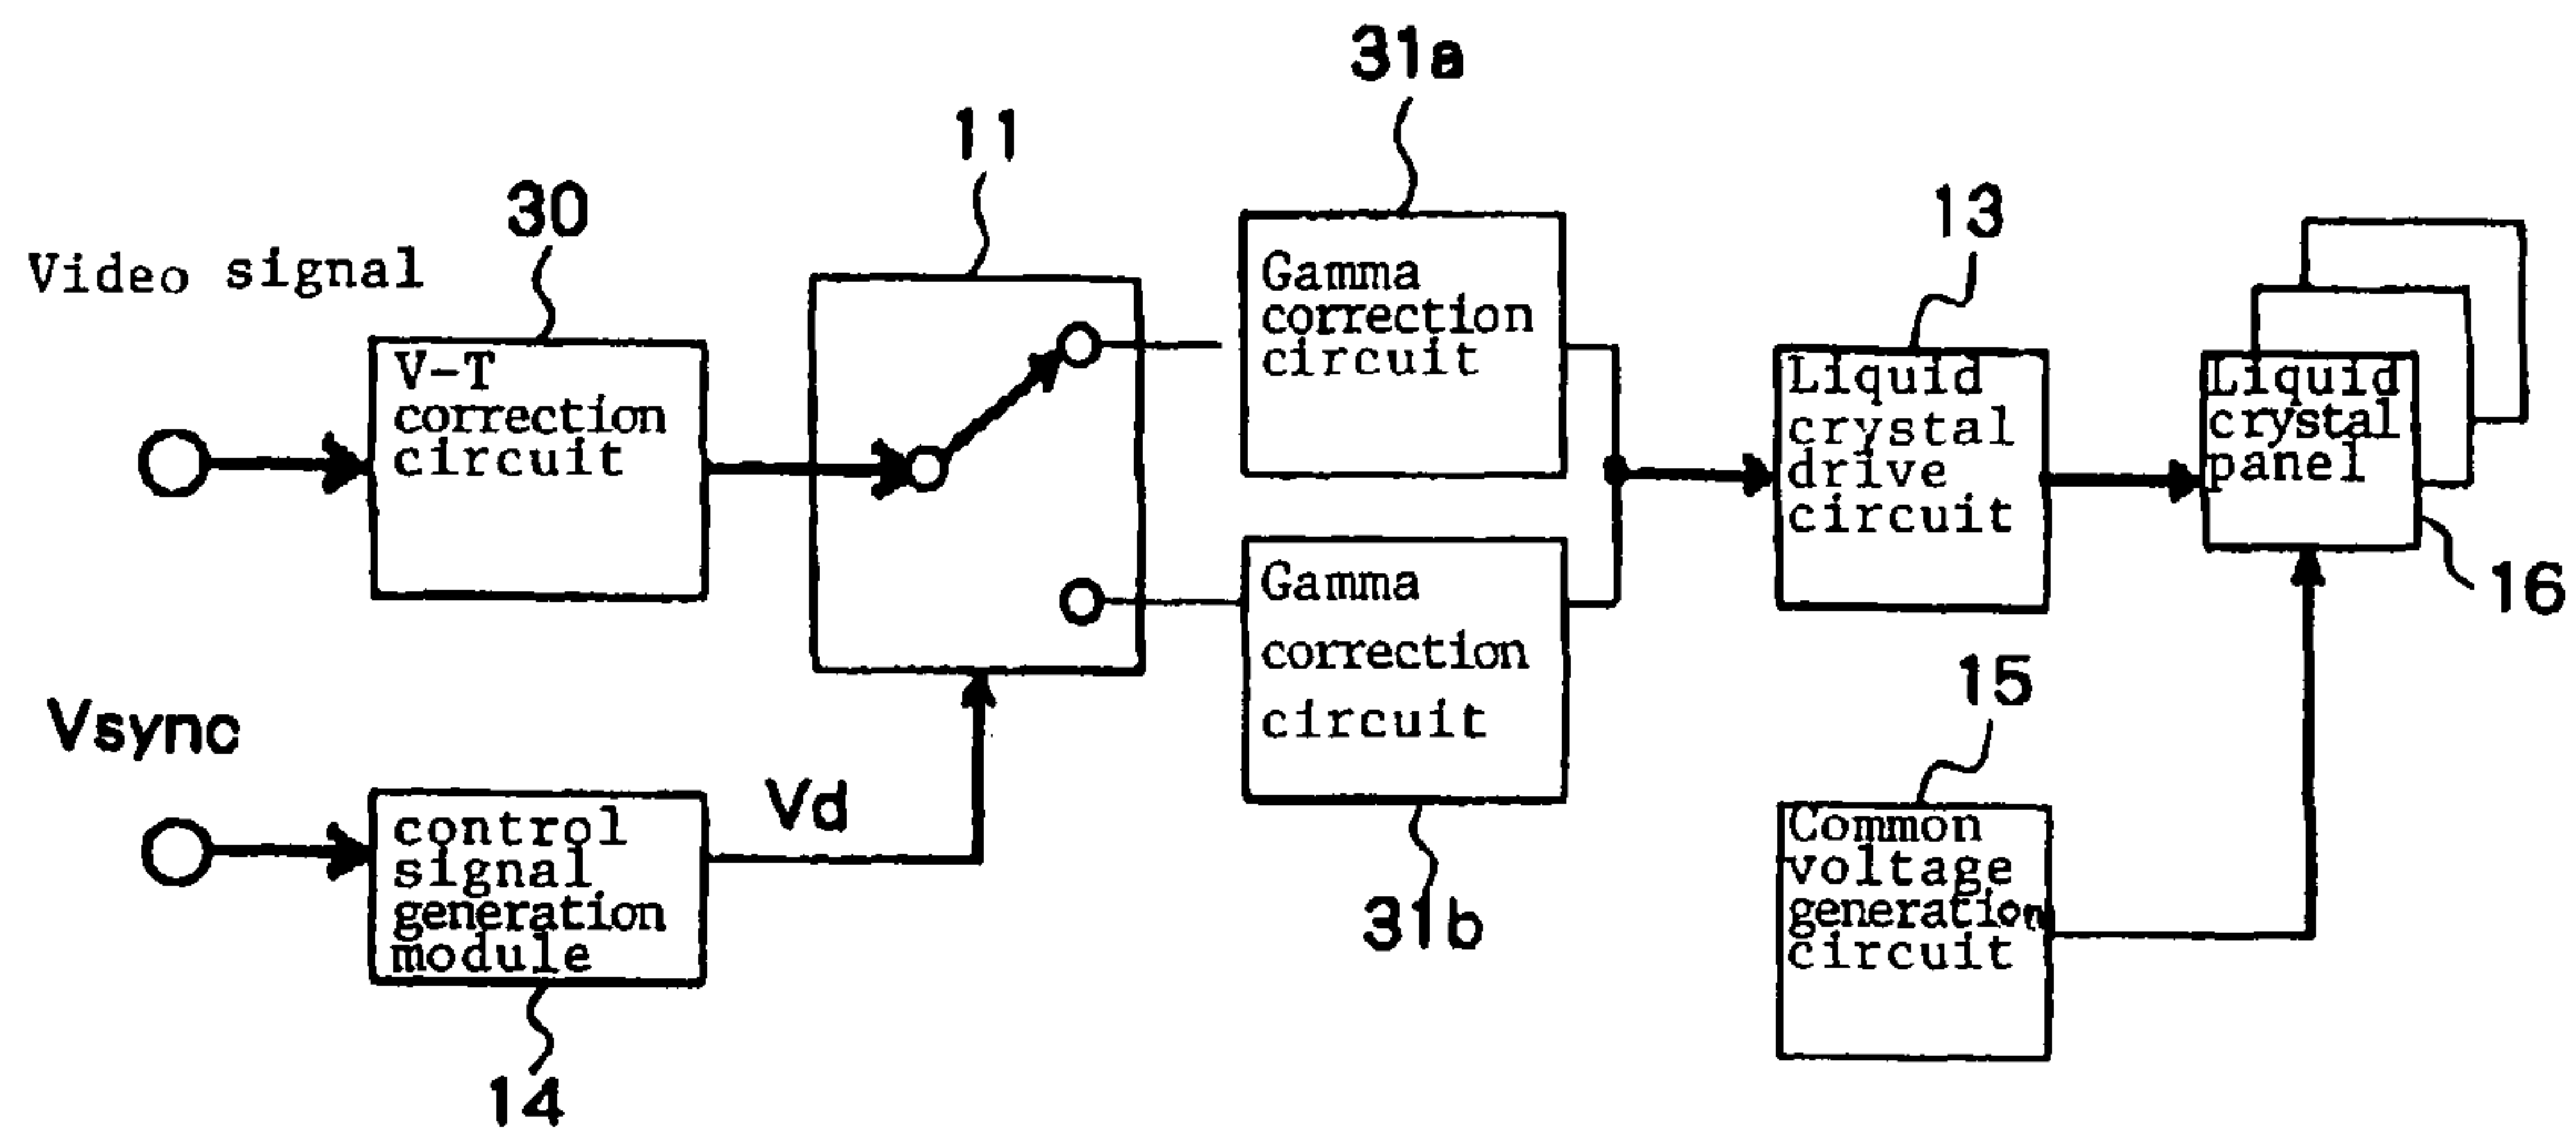 31a
11
30
13
Video signal
Gamma
correction
circuit
V-T
correction
circuit
Liquid
crystal
drive
circuit
Liquid
crystal
panel
16
Gamma
correction
circuit
15
Vsync
Vd
control
signal
generation
module
Common
voltage
generation
circuit
31b
14